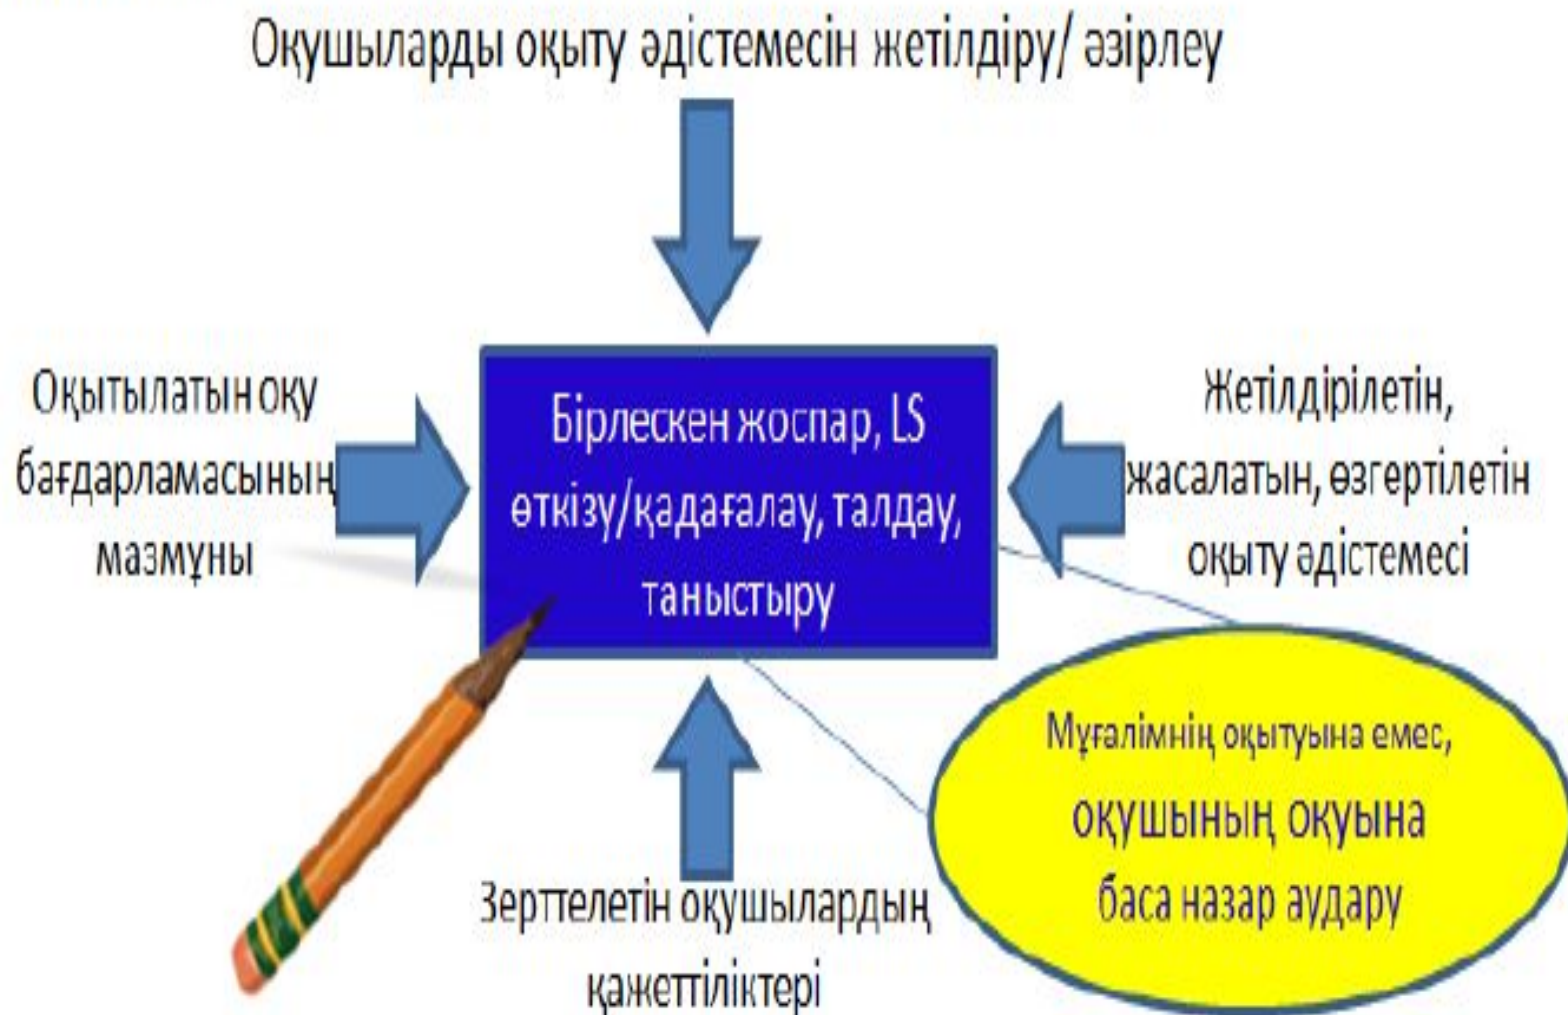 Оқушыларды оқыту әдістемесін жетілдіру/ әзірлеу
Оқытылатын оқу
бағдарламасының
мазмұны
Бірлескен жоспар, LS
өткізу/қадағалау, талдау,
таныстыру
Жетілдірілетін,
жасалатын, өзгертілетін
оқыту әдістемесі
Мұғалімнің оқытуына емес,
оқушының оқуына
баса назар аудару
Зерттелетін оқушылардың
қажеттіліктері